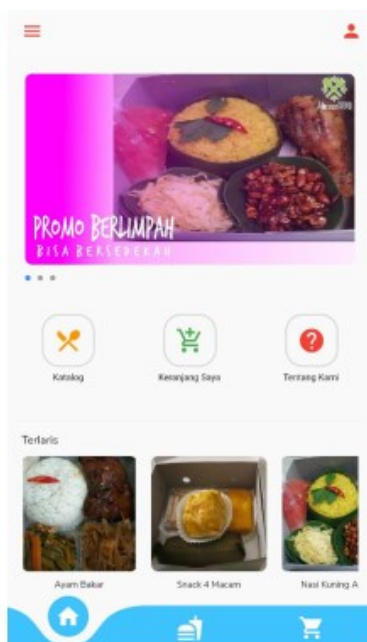 PROMO BERLIMPAH
BISA BERSEDEKAH
Katalog
Keranjang Saya
Tentang Kami
Terlaris
Ayam Bakar
Snack 4 Macam
Nasi Kuning A